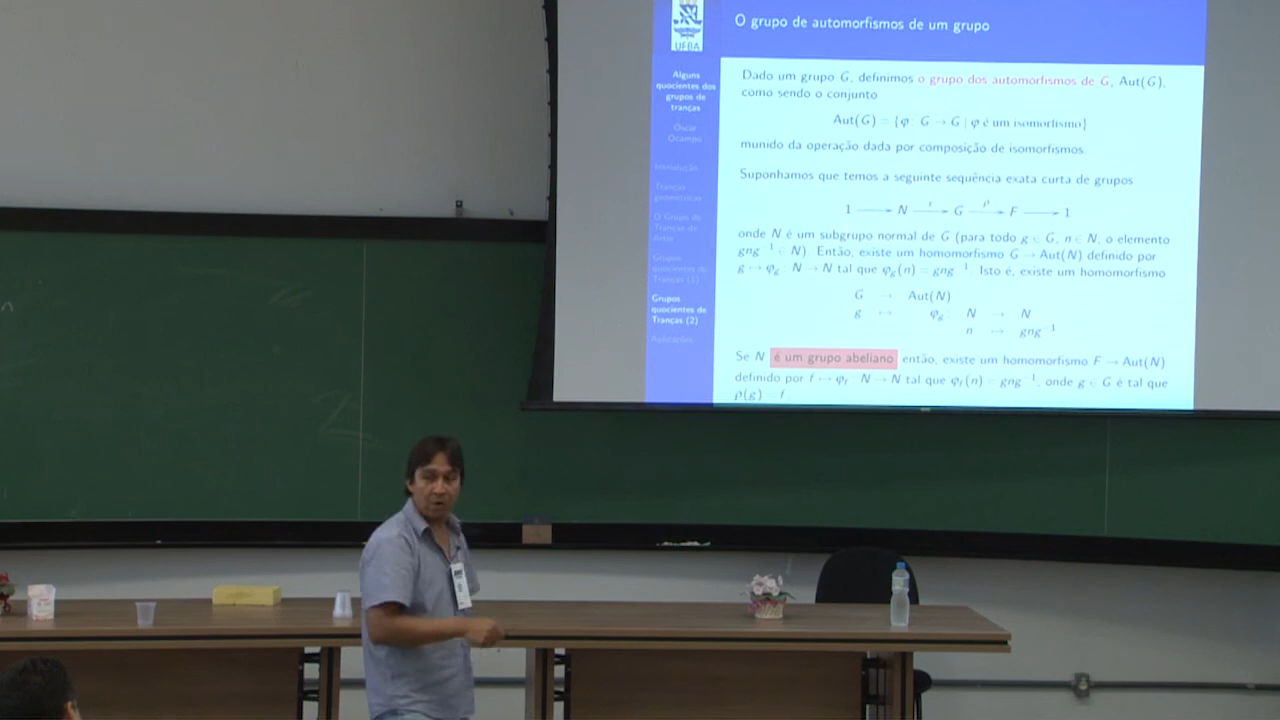 O grupo de automorfismos de um grupo
UFBA
Alguns
quocientes dos
grupos de
tranças
Oscar
Ocampo
Introdução
Tranças
geométricas
O Grupo de
Tranças de
Artin
Grupos
quocientes de
Tranças (1)
Grupos
quocientes de
Tranças (2)
Aplicações
Dado um grupo G, definimos o grupo dos automorfismos de G, Aut(G),
como sendo o conjunto
Aut(G) = {φ : G → G | φ é um isomorfismo}
munido da operação dada por composição de isomorfismos.
Suponhamos que temos a seguinte sequência exata curta de grupos
1 ⟶ N ⟶ G ⟶ F ⟶ 1
ρ
onde N é um subgrupo normal de G (para todo g ∈ G, n ∈ N, o elemento
gng⁻¹ ∈ N). Então, existe um homomorfismo G → Aut(N) definido por
g ↦ φ_g : N → N tal que φ_g(n) = gng⁻¹. Isto é, existe um homomorfismo
G → Aut(N)
g ↦ φ_g N → N
n ↦ gng⁻¹
Se N é um grupo abeliano então, existe um homomorfismo F → Aut(N)
definido por f ↦ φ_f : N → N tal que φ_f(n) = gng⁻¹, onde g ∈ G é tal que
ρ(g) = f